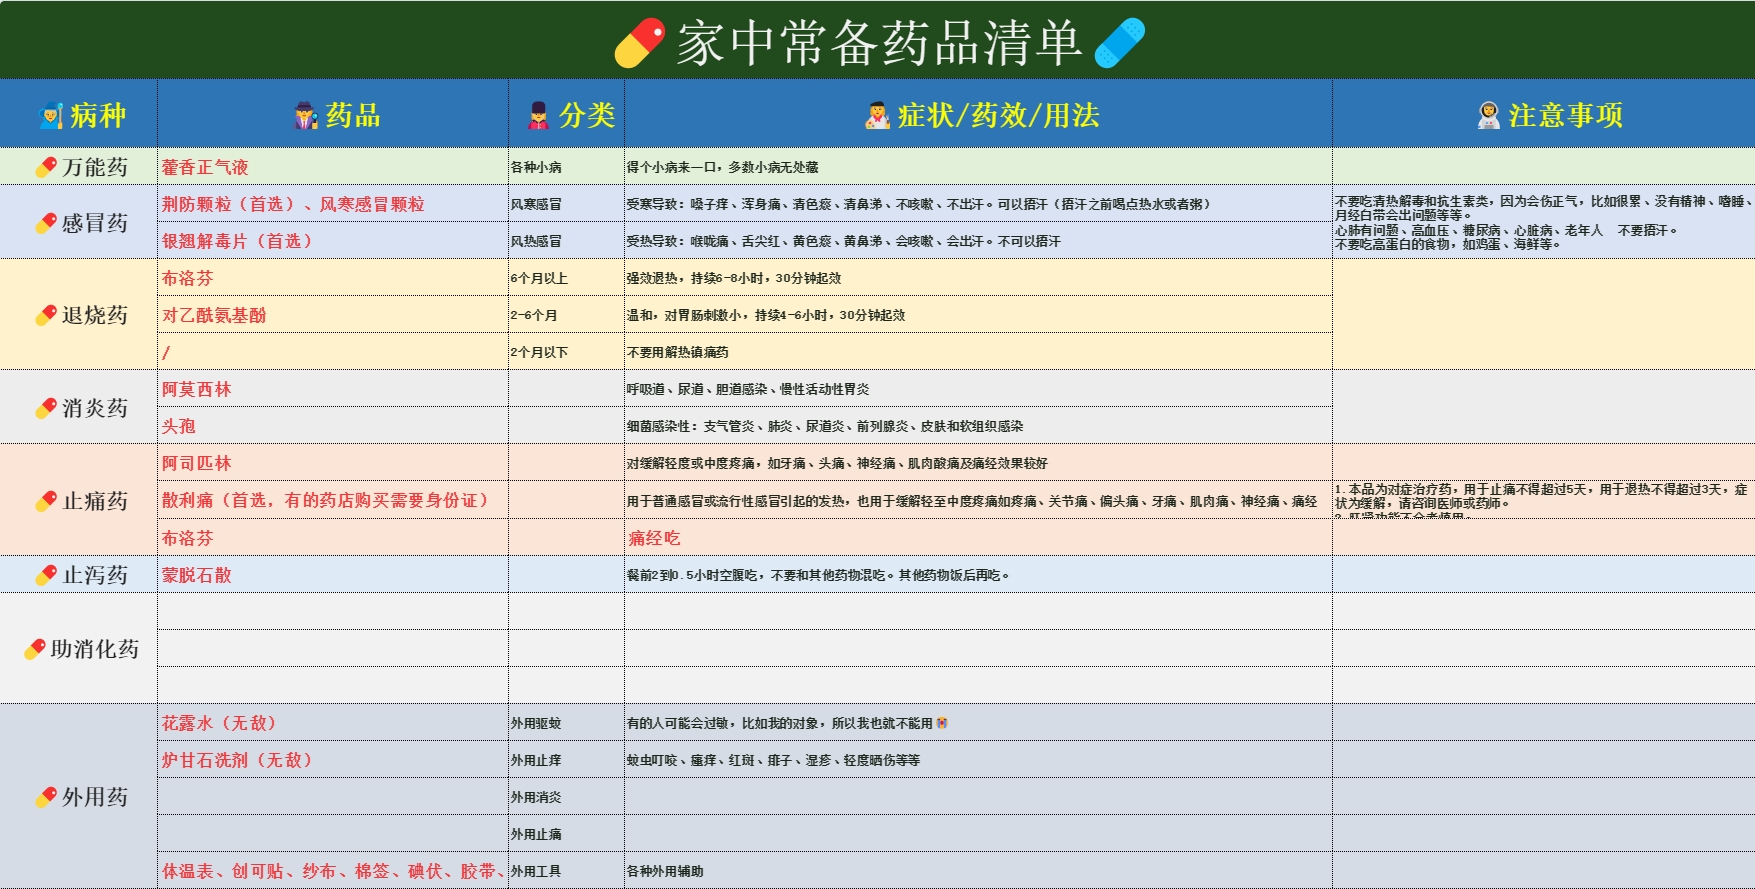 家中常备药品清单
病种 药品 分类 症状/药效/用法 注意事项
万能药 藿香正气液 各种小病 得个小病来一口，多数小病无处藏
感冒药 荆防颗粒（首选）、风寒感冒颗粒 风寒感冒 受寒导致：嗓子痒、浑身痛、清色痰、清鼻涕、不咳嗽、不出汗。可以捂汗（捂汗之前喝点热水或者粥）
银翘解毒片（首选） 风热感冒 受热导致：喉咙痛、舌尖红、黄色痰、黄鼻涕、会咳嗽、会出汗。不可以捂汗
不要吃清热解毒和抗生素类，因为会伤正气，比如很累、没有精神、嗜睡、
月经白带会出问题等等。
心肺有问题、高血压、糖尿病、心脏病、老年人 不要捂汗。
不要吃高蛋白的食物，如鸡蛋、海鲜等。
退烧药 布洛芬 6个月以上 强效退热，持续6-8小时，30分钟起效
对乙酰氨基酚 2-6个月 温和，对胃肠刺激小，持续4-6小时，30分钟起效
/ 2个月以下 不要用解热镇痛药
消炎药 阿莫西林 呼吸道、尿道、胆道感染、慢性活动性胃炎
头孢 细菌感染性：支气管炎、肺炎、尿道炎、前列腺炎、皮肤和软组织感染
止痛药 阿司匹林 对缓解轻度或中度疼痛，如牙痛、头痛、神经痛、肌肉酸痛及痛经效果较好
散利痛（首选，有的药店购买需要身份证） 用于普通感冒或流行性感冒引起的发热，也用于缓解轻至中度疼痛如疼痛、关节痛、偏头痛、牙痛、肌肉痛、神经痛、痛经
1.本品为对症治疗药，用于止痛不得超过5天，用于退热不得超过3天，症
状为缓解，请咨询医师或药师。
布洛芬 痛经吃
止泻药 蒙脱石散 餐前2到0.5小时空腹吃，不要和其他药物混吃。其他药物饭后再吃。
助消化药
外用药 花露水（无敌） 外用驱蚊 有的人可能会过敏，比如我的对象，所以我也就不能用
炉甘石洗剂（无敌） 外用止痒 蚊虫叮咬、瘙痒、红斑、痱子、湿疹、轻度晒伤等等
外用消炎
外用止痛
体温表、创可贴、纱布、棉签、碘伏、胶带、 外用工具 各种外用辅助